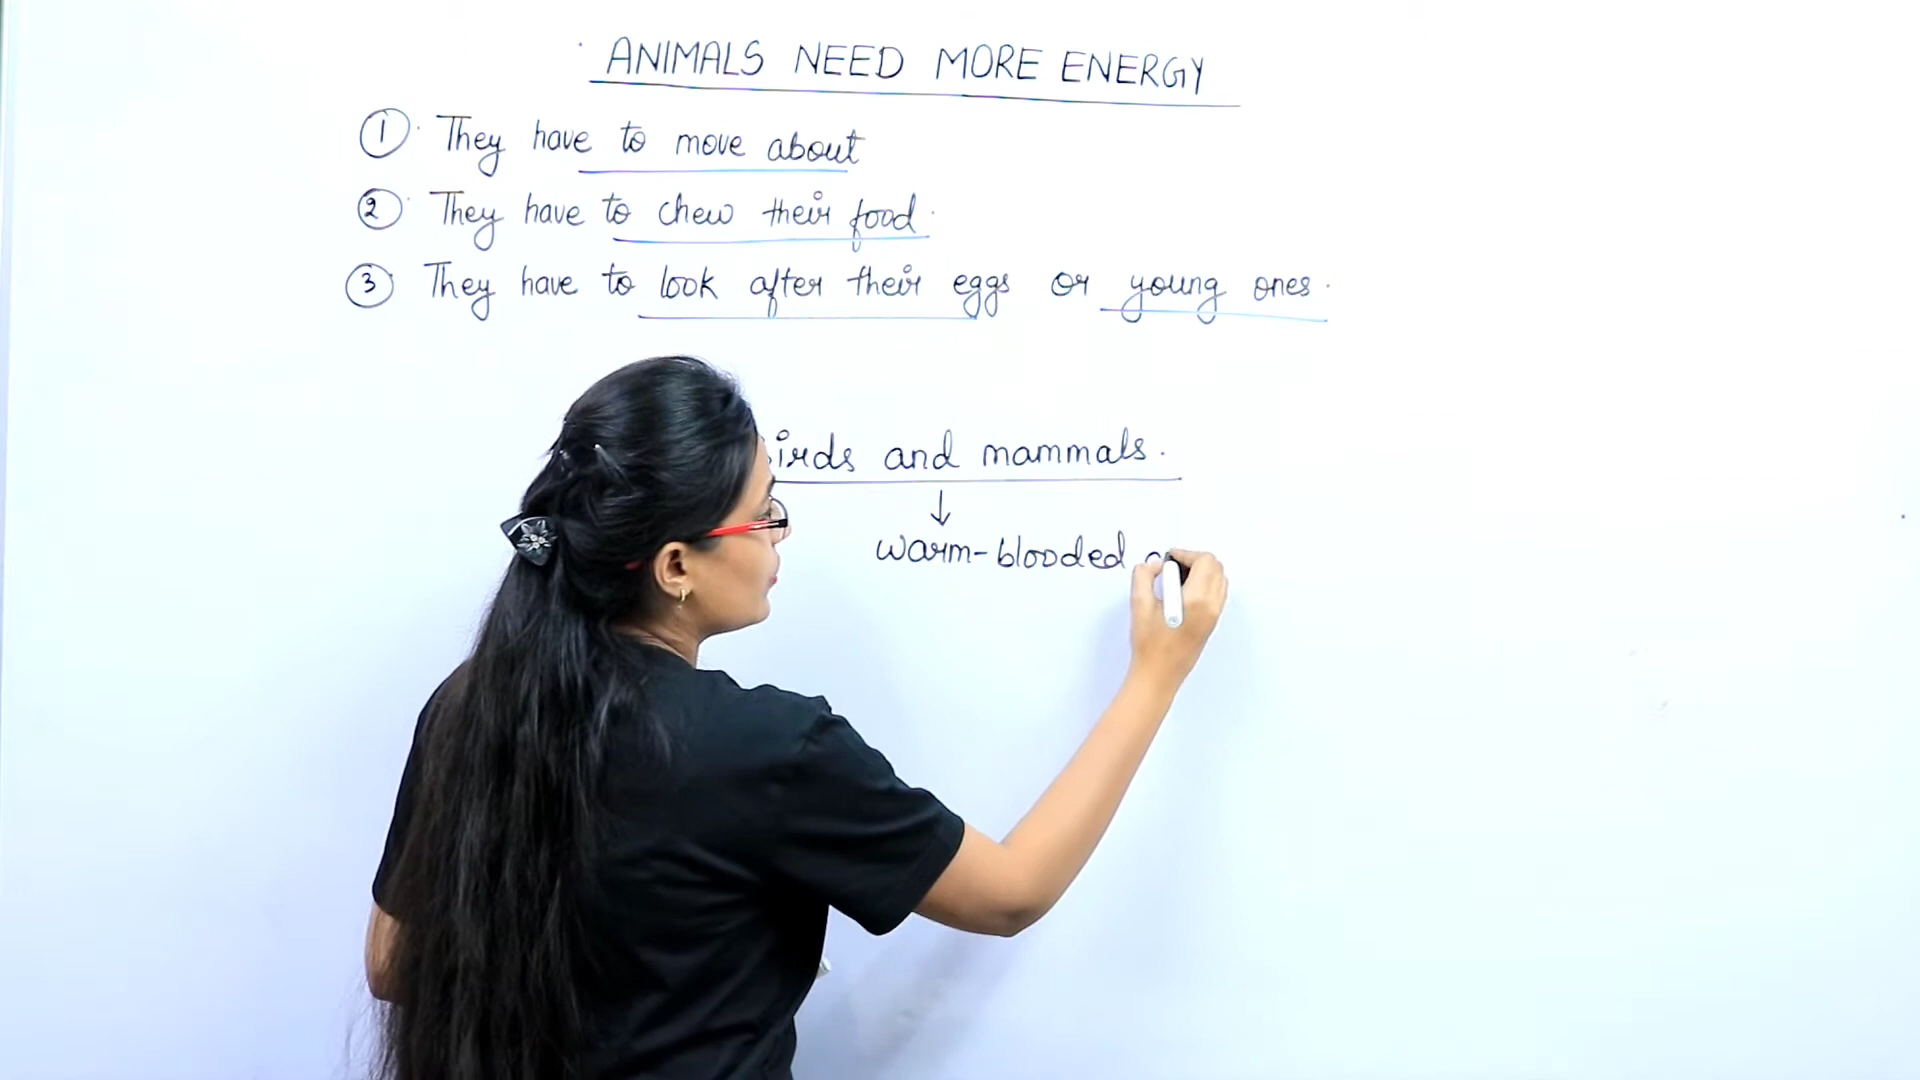 ANIMALS NEED MORE ENERGY
① They have to move about
② They have to chew their food.
③ They have to look after their eggs or young ones.
and mammals.
↓
warm-blooded